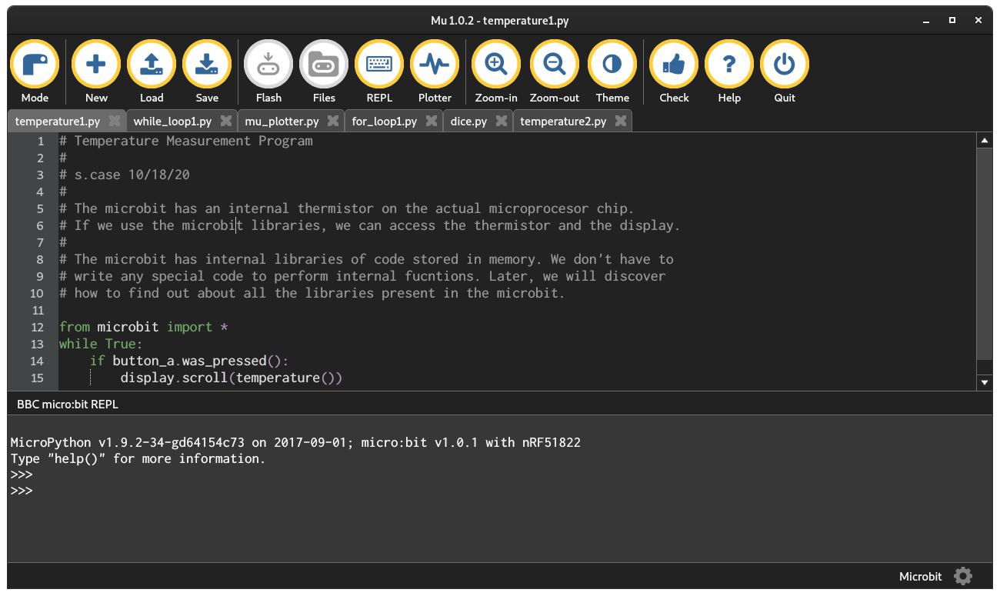 Mu 1.0.2 - temperature1.py
Mode New Load Save Flash Files REPL Plotter Zoom-in Zoom-out Theme Check Help Quit
temperature1.py while_loop1.py mu_plotter.py for_loop1.py dice.py temperature2.py
1 # Temperature Measurement Program
2 #
3 # s.case 10/18/20
4 #
5 # The microbit has an internal thermistor on the actual microprocesor chip.
6 # If we use the microbit libraries, we can access the thermistor and the display.
7 #
8 # The microbit has internal libraries of code stored in memory. We don't have to
9 # write any special code to perform internal fucntions. Later, we will discover
10 # how to find out about all the libraries present in the microbit.
11
12 from microbit import *
13 while True:
14     if button_a.was_pressed():
15         display.scroll(temperature())
BBC micro:bit REPL
MicroPython v1.9.2-34-gd64154c73 on 2017-09-01; micro:bit v1.0.1 with nRF51822
Type "help()" for more information.
>>>
>>>
Microbit